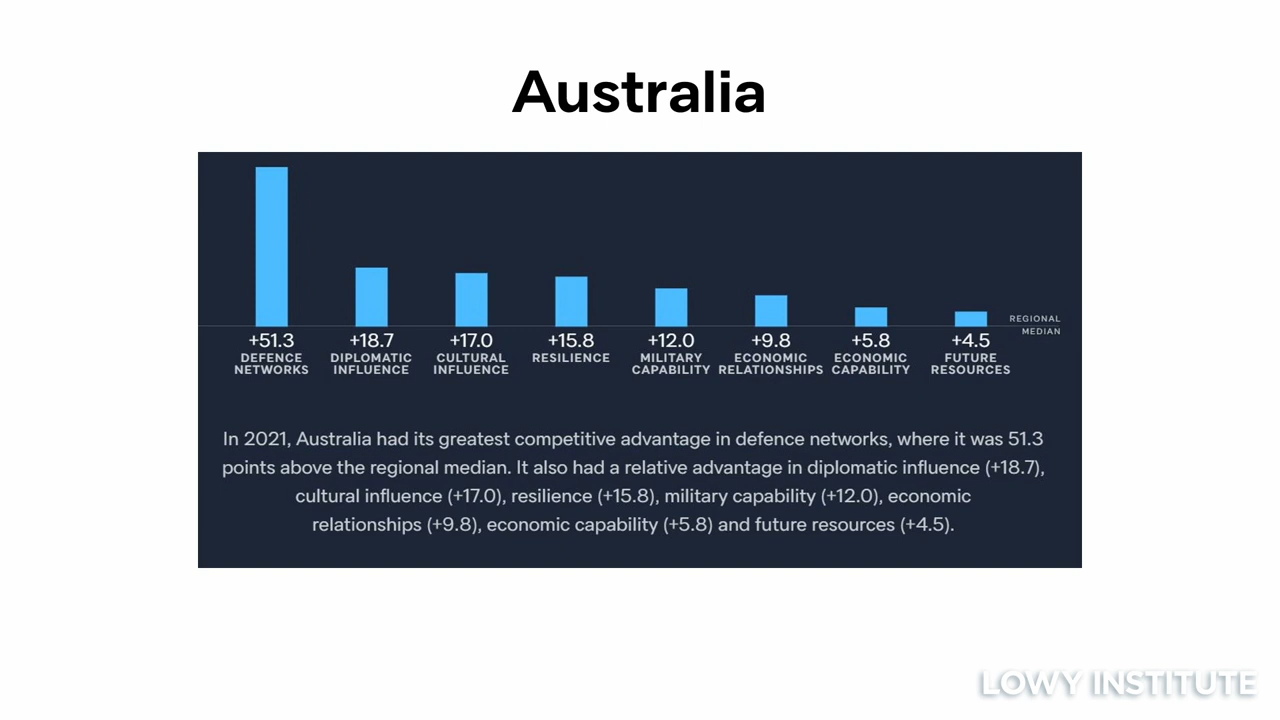 Australia
+51.3 +18.7 +17.0 +15.8 +12.0 +9.8 +5.8 +4.5
DEFENCE NETWORKS
DIPLOMATIC INFLUENCE
CULTURAL INFLUENCE
RESILIENCE
MILITARY CAPABILITY
ECONOMIC RELATIONSHIPS
ECONOMIC CAPABILITY
FUTURE RESOURCES
REGIONAL
MEDIAN
In 2021, Australia had its greatest competitive advantage in defence networks, where it was 51.3
points above the regional median. It also had a relative advantage in diplomatic influence (+18.7),
cultural influence (+17.0), resilience (+15.8), military capability (+12.0), economic
relationships (+9.8), economic capability (+5.8) and future resources (+4.5).
LOWY INSTITUTE